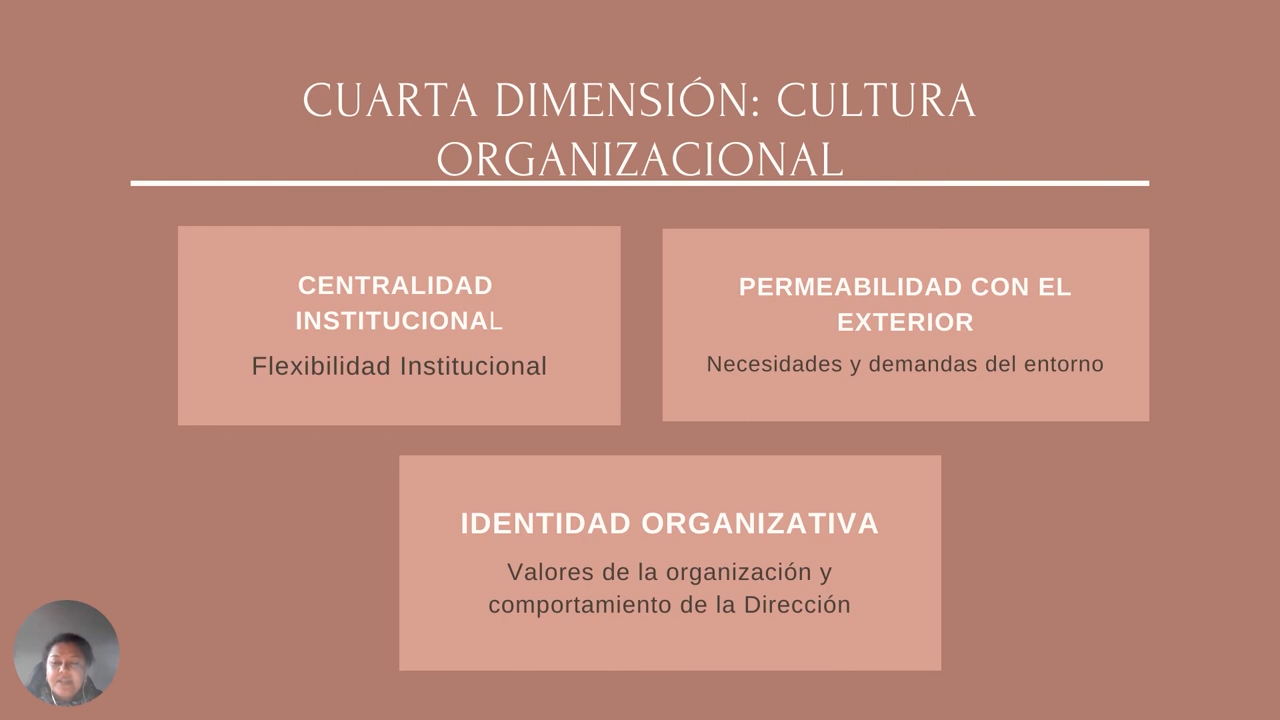 CUARTA DIMENSIÓN: CULTURA
ORGANIZACIONAL
CENTRALIDAD
INSTITUCIONAL
Flexibilidad Institucional
PERMEABILIDAD CON EL
EXTERIOR
Necesidades y demandas del entorno
IDENTIDAD ORGANIZATIVA
Valores de la organización y
comportamiento de la Dirección